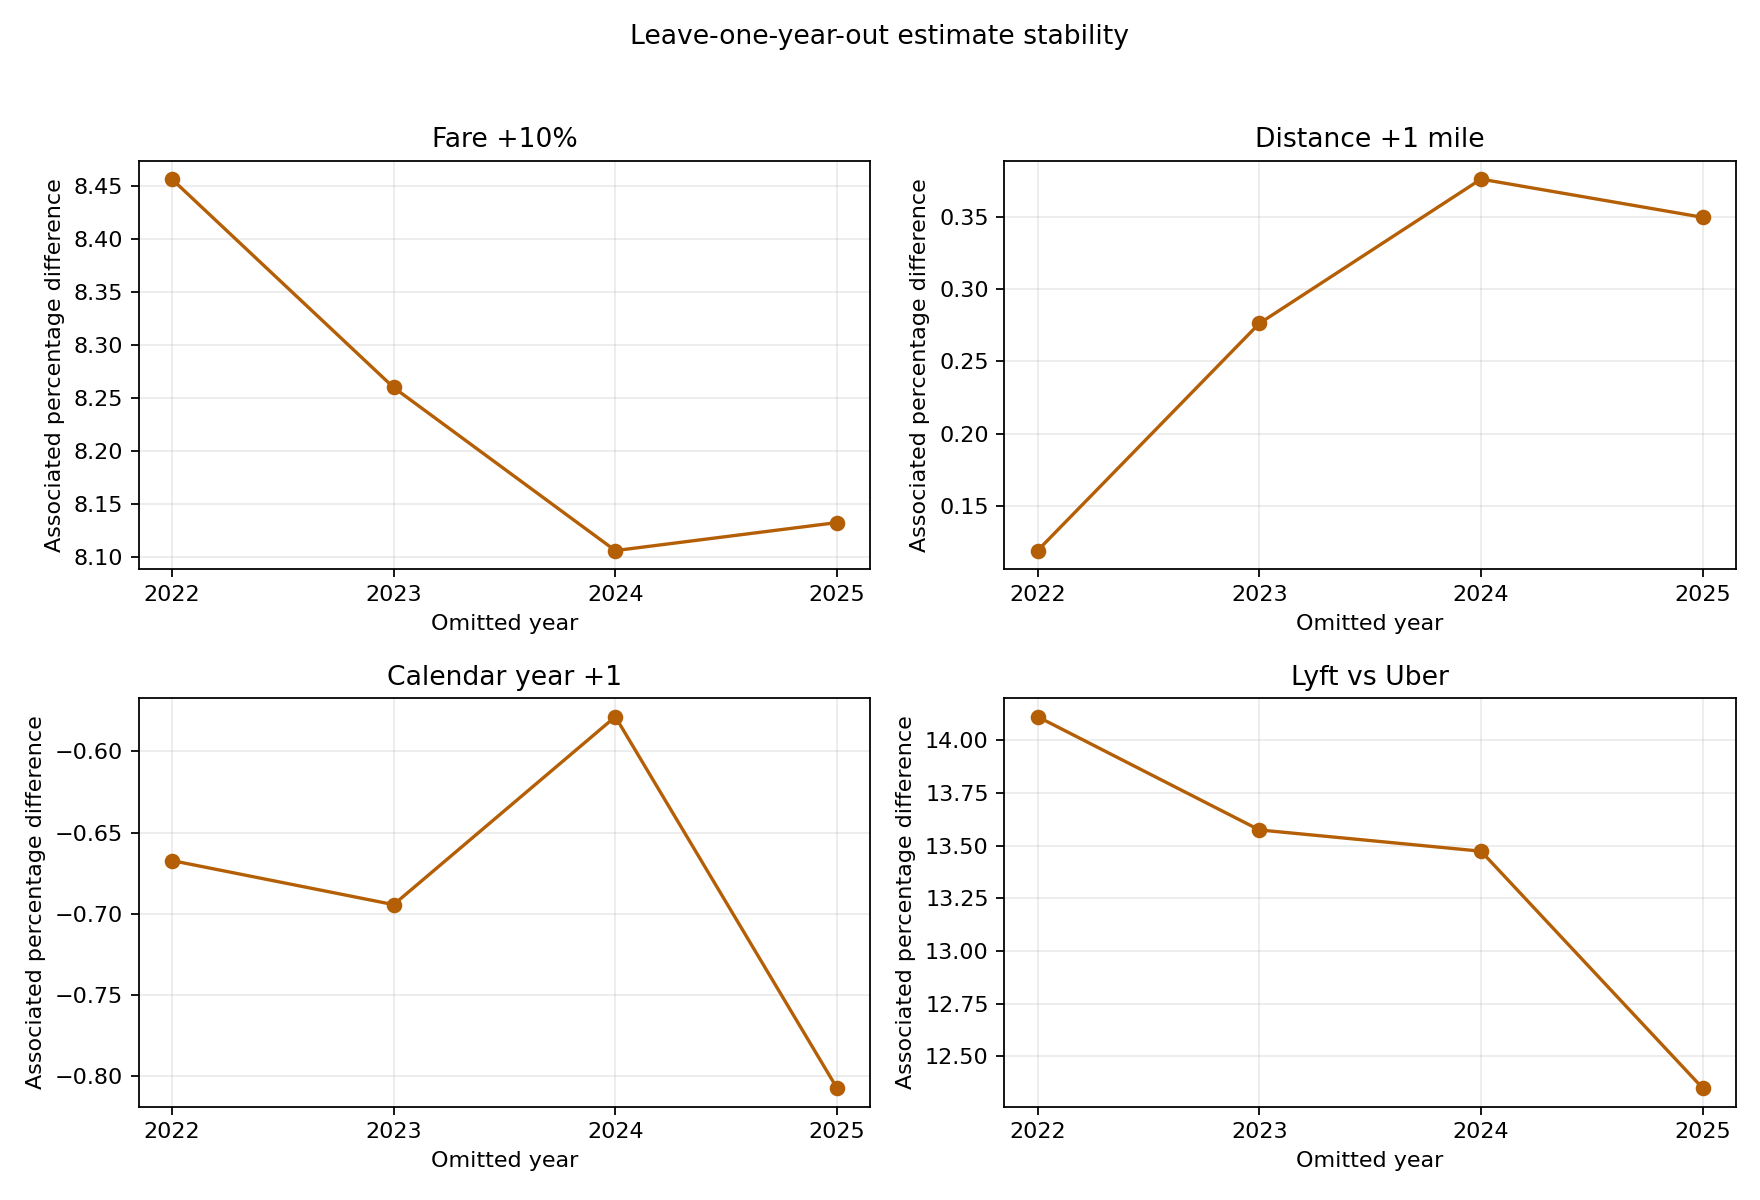 Leave-one-year-out estimate stability
Fare +10%
Associated percentage difference
8.45
8.40
8.35
8.30
8.25
8.20
8.15
8.10
2022 2023 2024 2025
Omitted year
Distance +1 mile
Associated percentage difference
0.35
0.30
0.25
0.20
0.15
2022 2023 2024 2025
Omitted year
Calendar year +1
Associated percentage difference
−0.60
−0.65
−0.70
−0.75
−0.80
2022 2023 2024 2025
Omitted year
Lyft vs Uber
Associated percentage difference
14.00
13.75
13.50
13.25
13.00
12.75
12.50
2022 2023 2024 2025
Omitted year